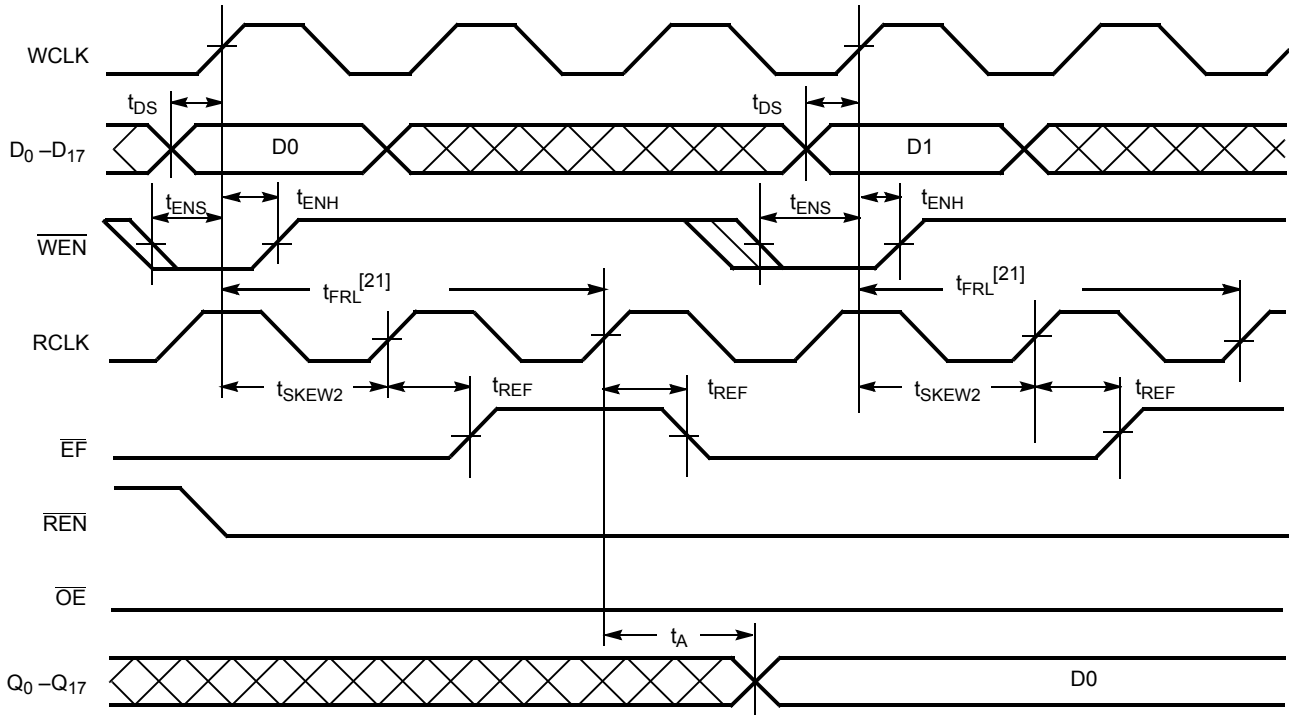 WCLK
tDS tDS
D0 –D17 D0 D1
tENS tENH tENS tENH
WEN
tFRL[21] tFRL[21]
RCLK
tSKEW2 tREF tREF tSKEW2 tREF
EF
REN
OE
tA
Q0 –Q17 D0